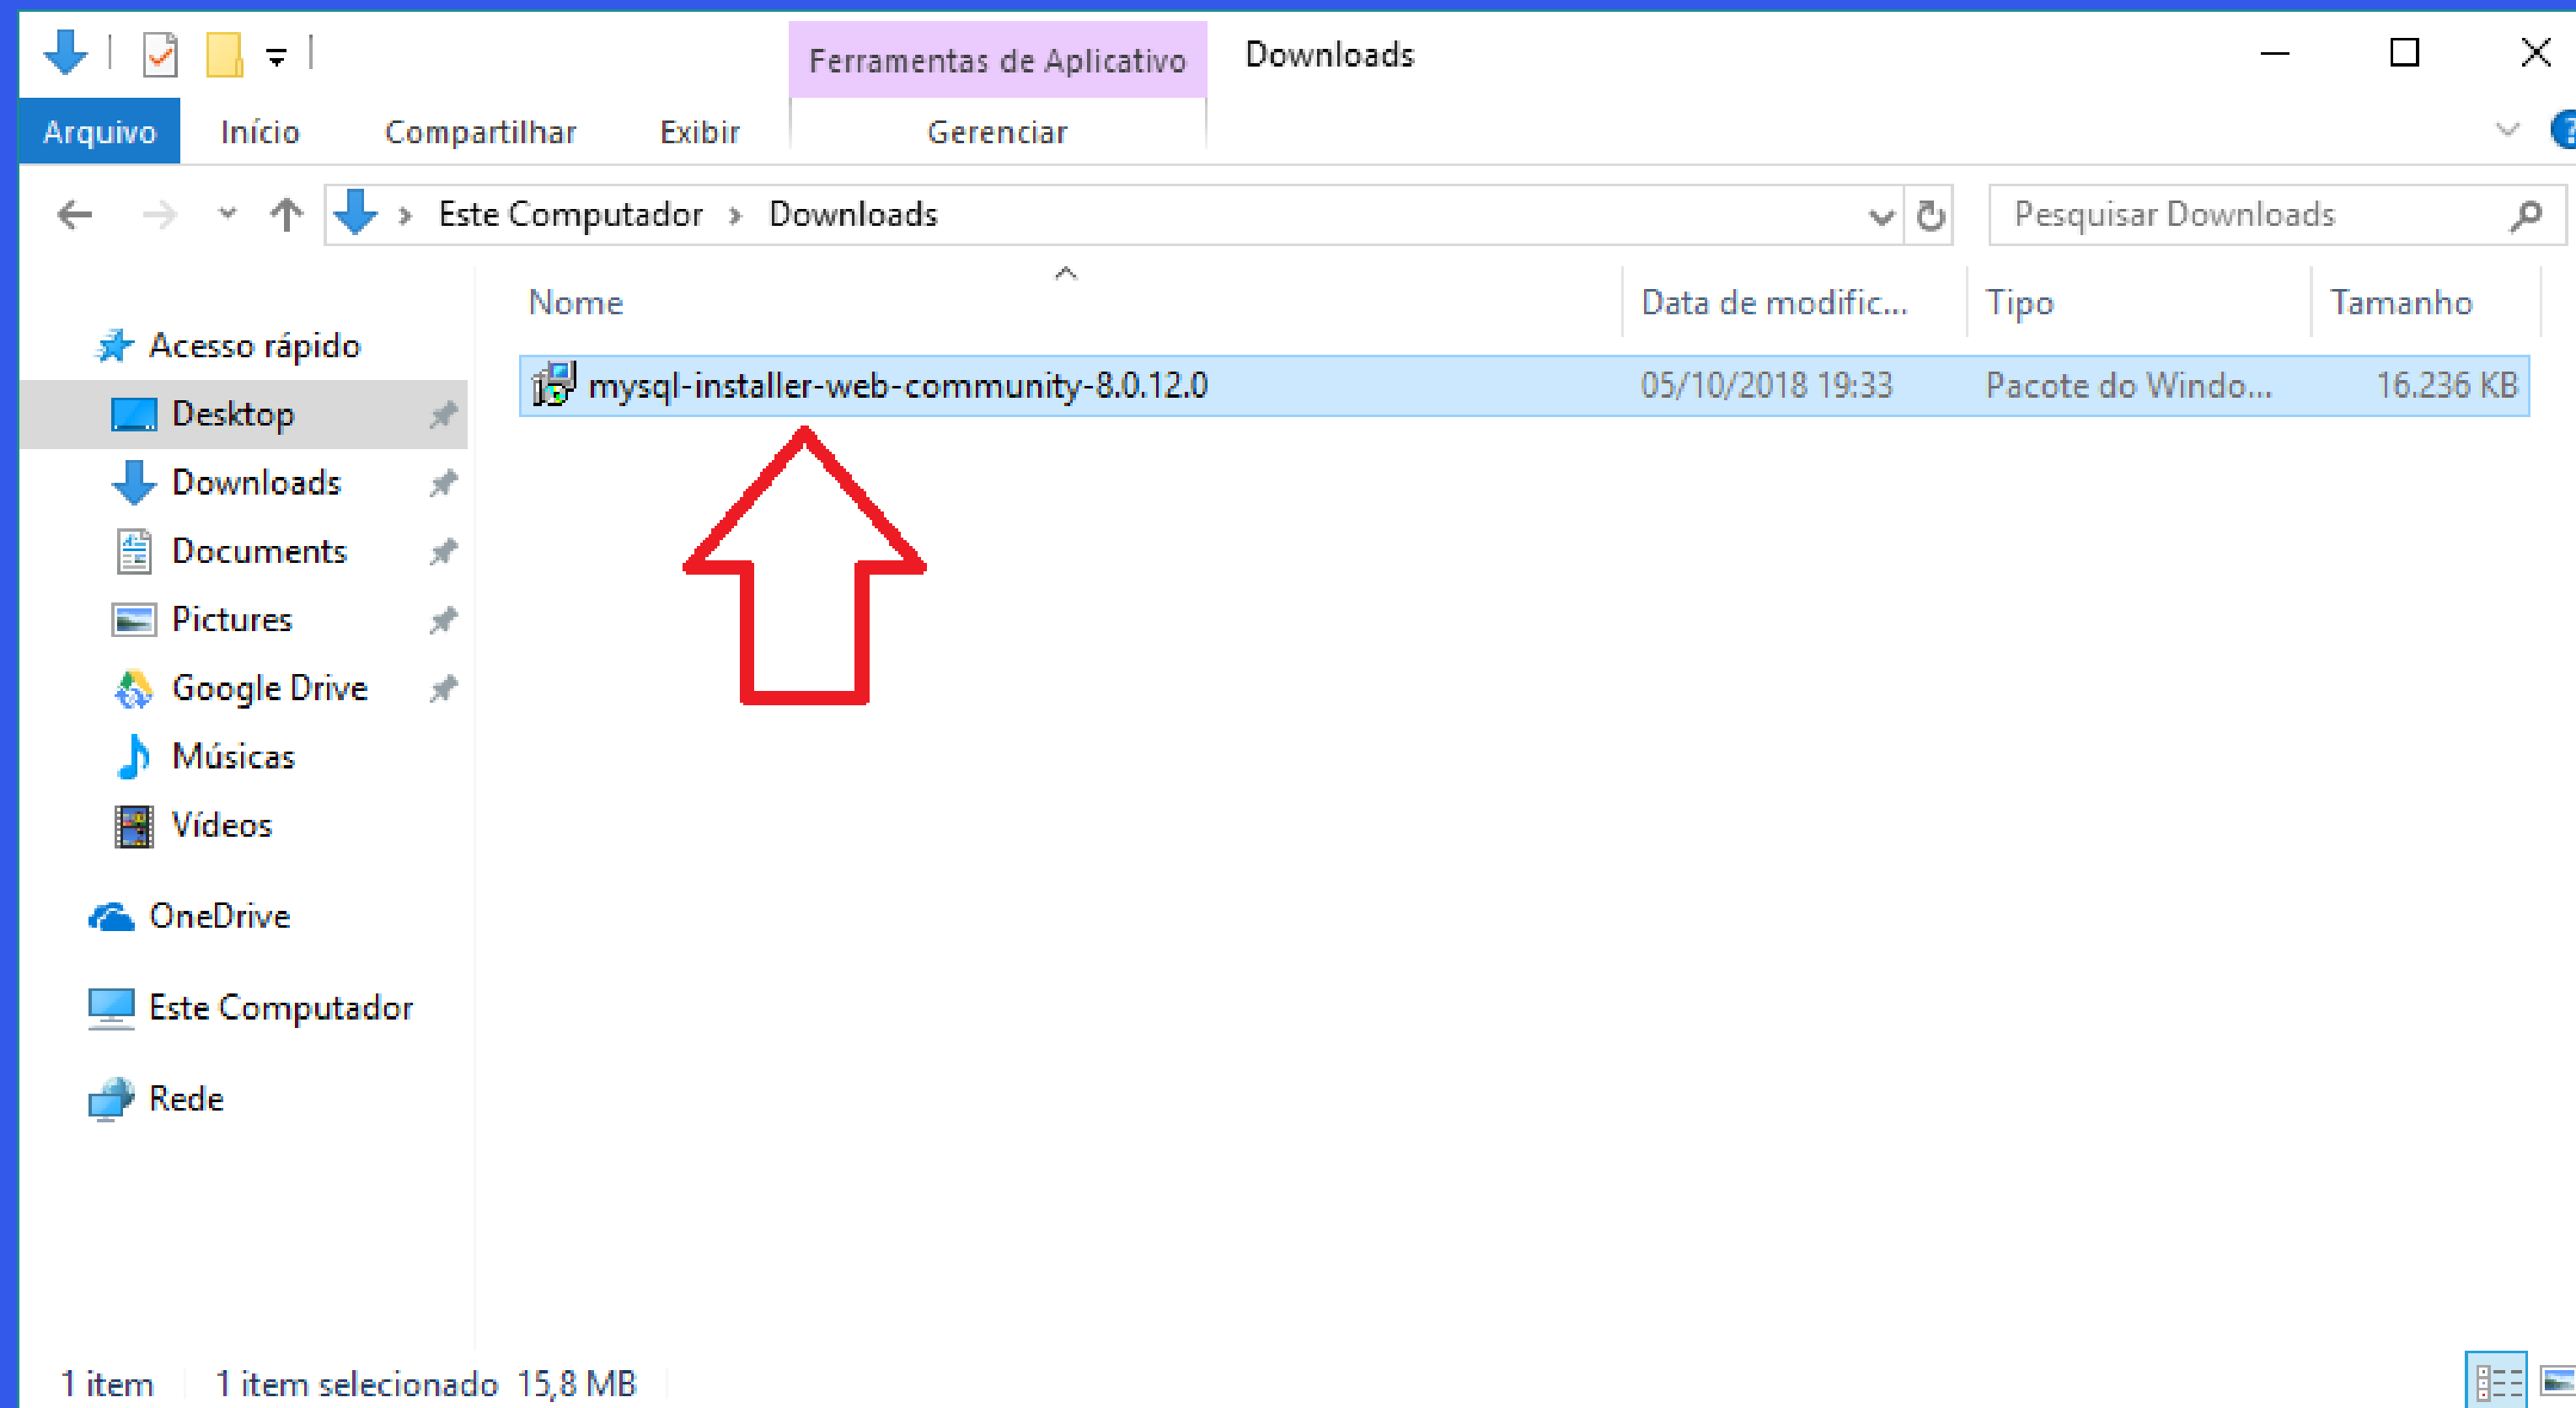 Ferramentas de Aplicativo Downloads
Arquivo Início Compartilhar Exibir Gerenciar
Este Computador Downloads Pesquisar Downloads
Nome Data de modific... Tipo Tamanho
mysql-installer-web-community-8.0.12.0 05/10/2018 19:33 Pacote do Windo... 16.236 KB
Acesso rápido
Desktop
Downloads
Documents
Pictures
Google Drive
Músicas
Vídeos
OneDrive
Este Computador
Rede
1 item 1 item selecionado 15,8 MB